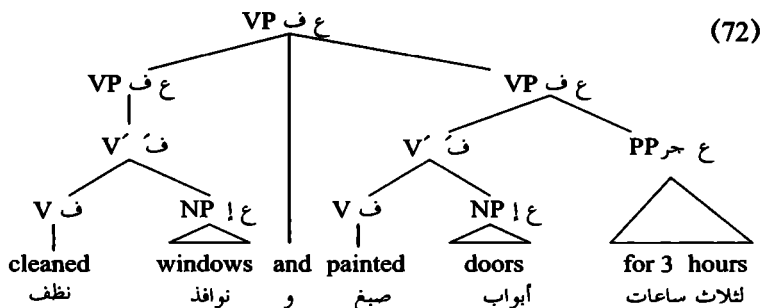 VP ع ف
(72)
VP ع ف VP ع ف
V´ فَ V´ فَ PP ع جر
V ف NP ع إ V ف NP ع إ
cleaned windows and painted doors for 3 hours
نظف نوافذ و صبغ أبواب لثلاث ساعات